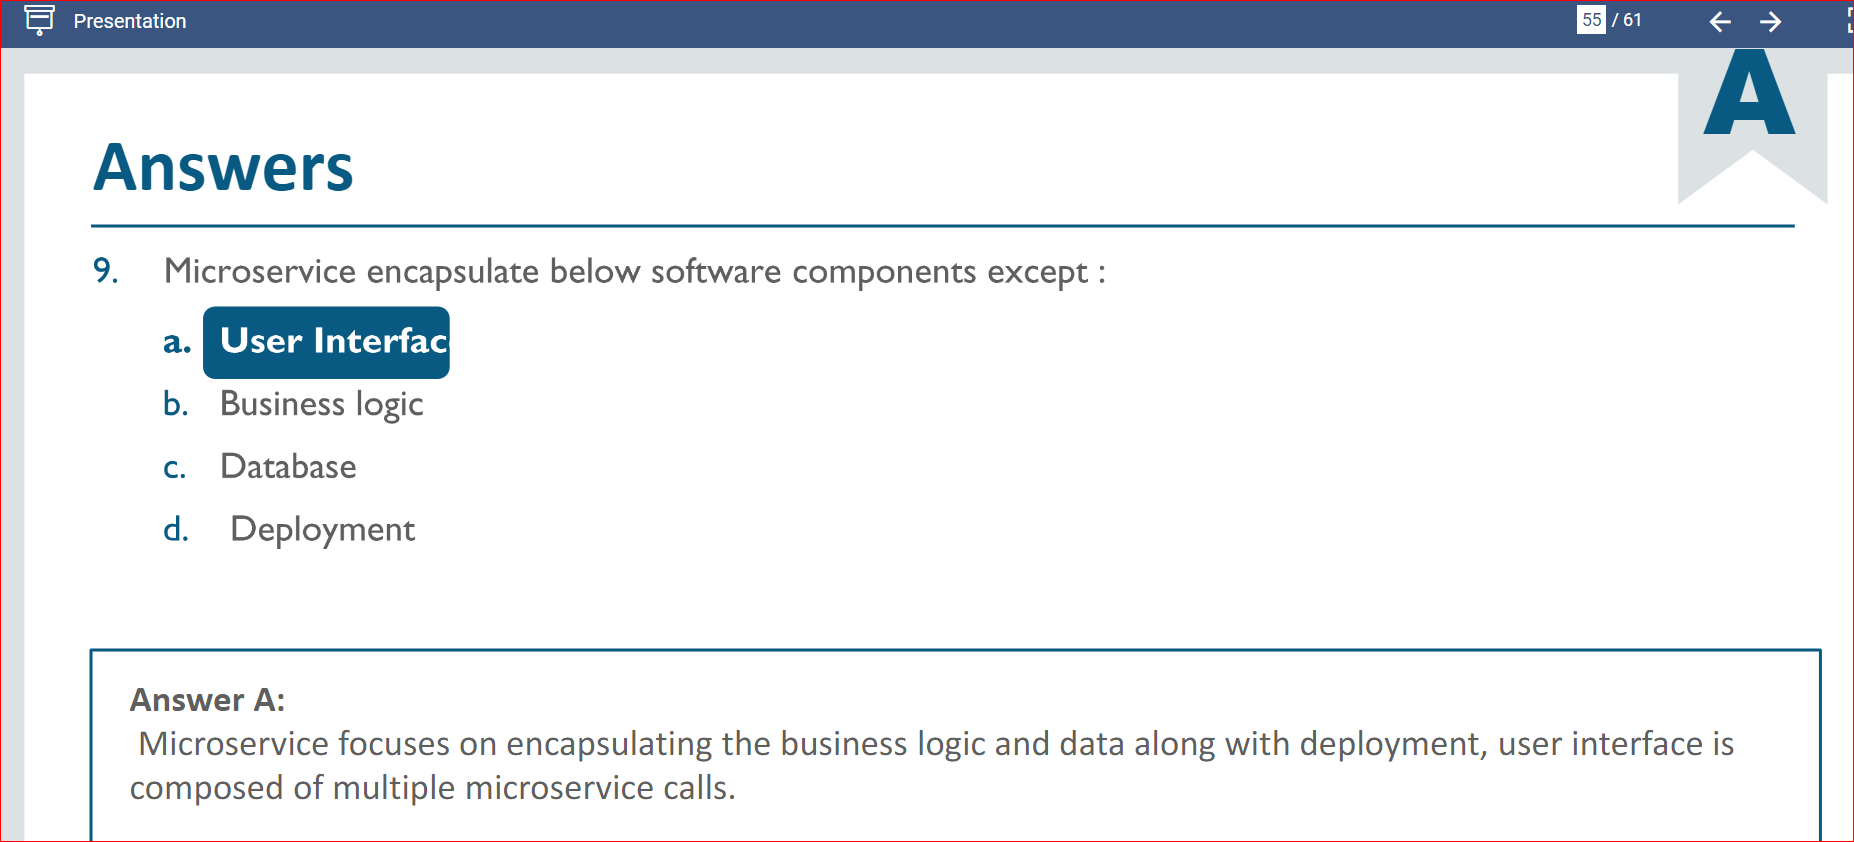 Presentation
55 / 61
A
Answers
9. Microservice encapsulate below software components except :
a. User Interfac
b. Business logic
c. Database
d. Deployment
Answer A:
Microservice focuses on encapsulating the business logic and data along with deployment, user interface is
composed of multiple microservice calls.